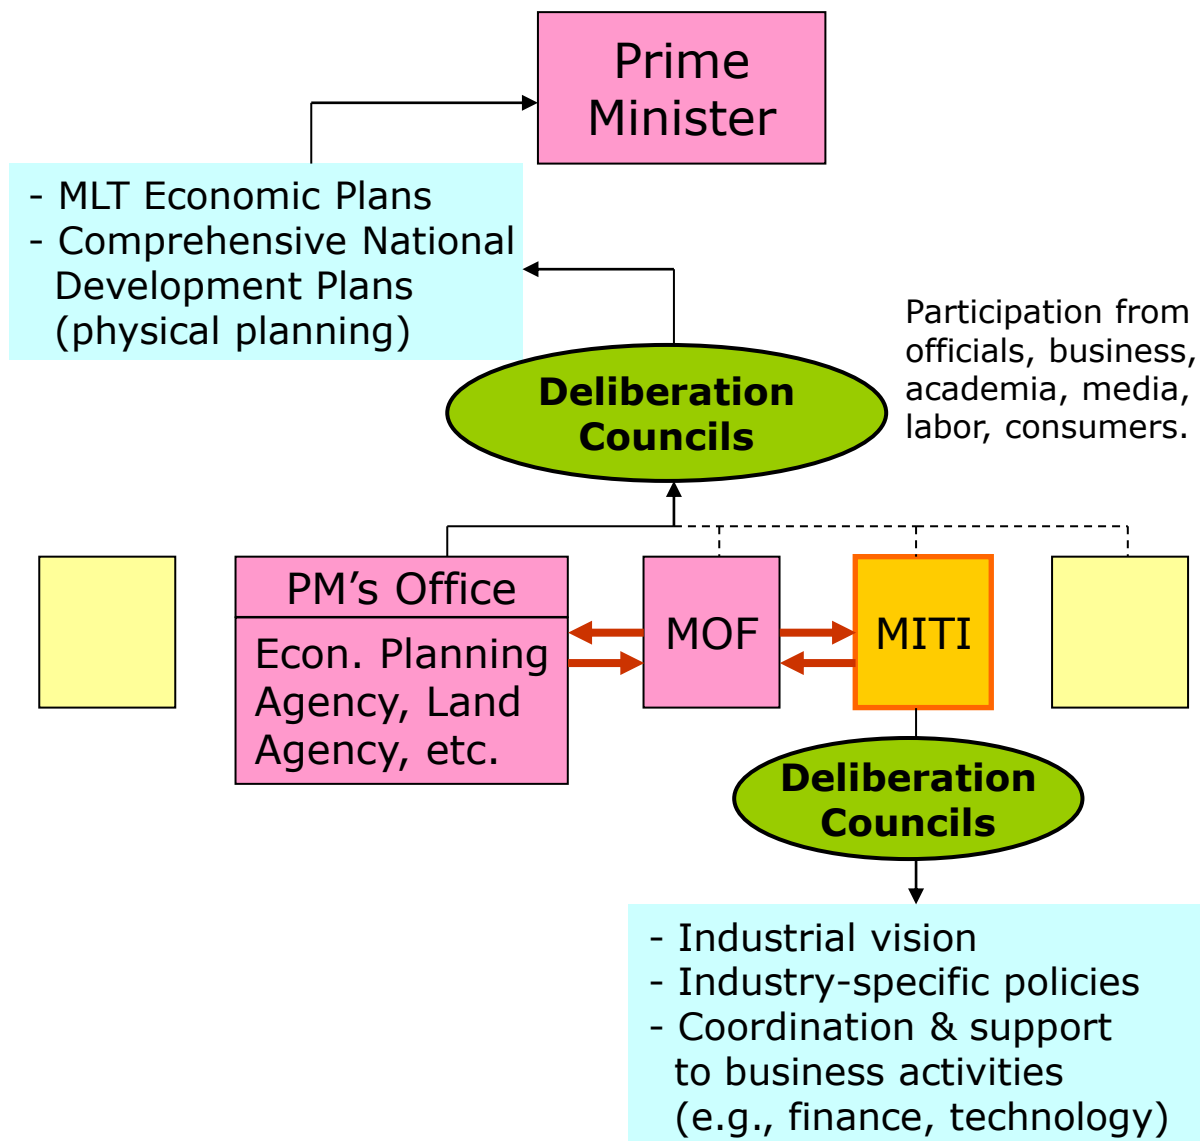 Prime
Minister
- MLT Economic Plans
- Comprehensive National
Development Plans
(physical planning)
Participation from
officials, business,
academia, media,
labor, consumers.
Deliberation
Councils
PM’s Office
Econ. Planning
Agency, Land
Agency, etc.
MOF
MITI
Deliberation
Councils
- Industrial vision
- Industry-specific policies
- Coordination & support
to business activities
(e.g., finance, technology)